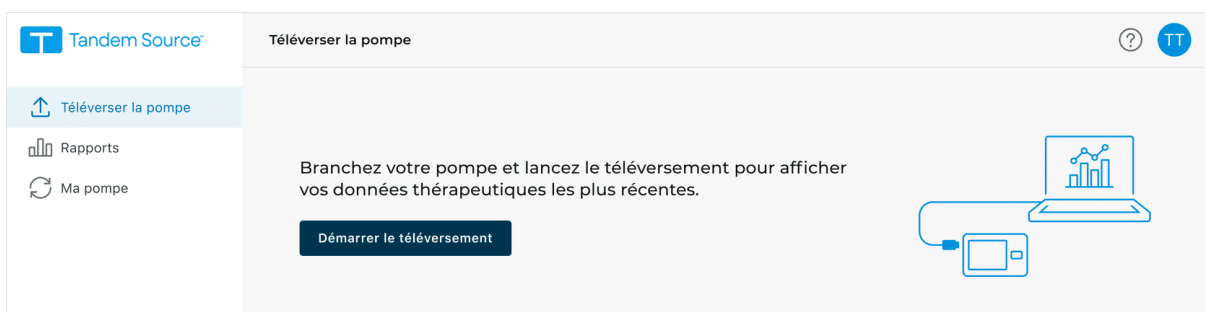 Tandem Source™
Téléverser la pompe
TT
Téléverser la pompe
Rapports
Ma pompe
Branchez votre pompe et lancez le téléversement pour afficher
vos données thérapeutiques les plus récentes.
Démarrer le téléversement